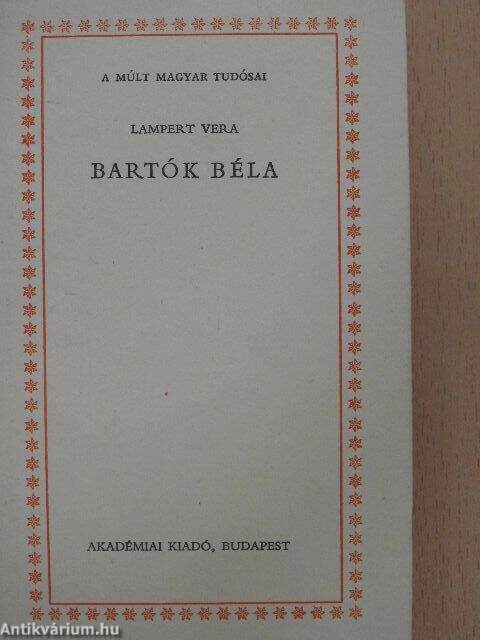 A MÚLT MAGYAR TUDÓSAI
LAMPERT VERA
BARTÓK BÉLA
AKADÉMIAI KIADÓ, BUDAPEST
Antikvárium.hu